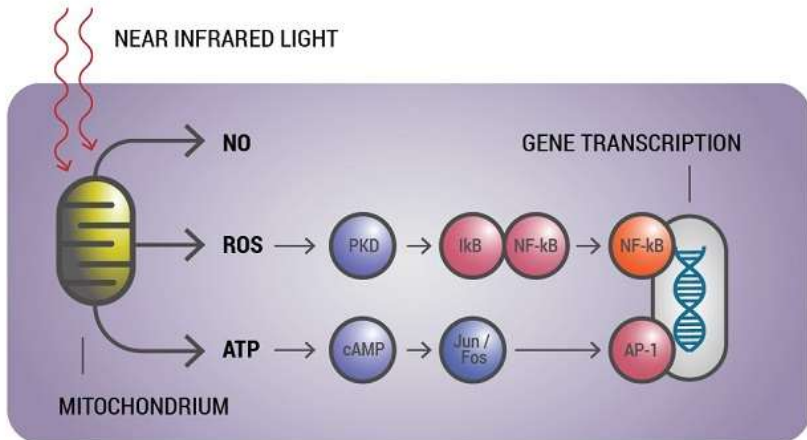 NEAR INFRARED LIGHT
NO
GENE TRANSCRIPTION
ROS
PKD
IkB
NF-kB
NF-kB
ATP
cAMP
Jun /
Fos
AP-1
MITOCHONDRIUM